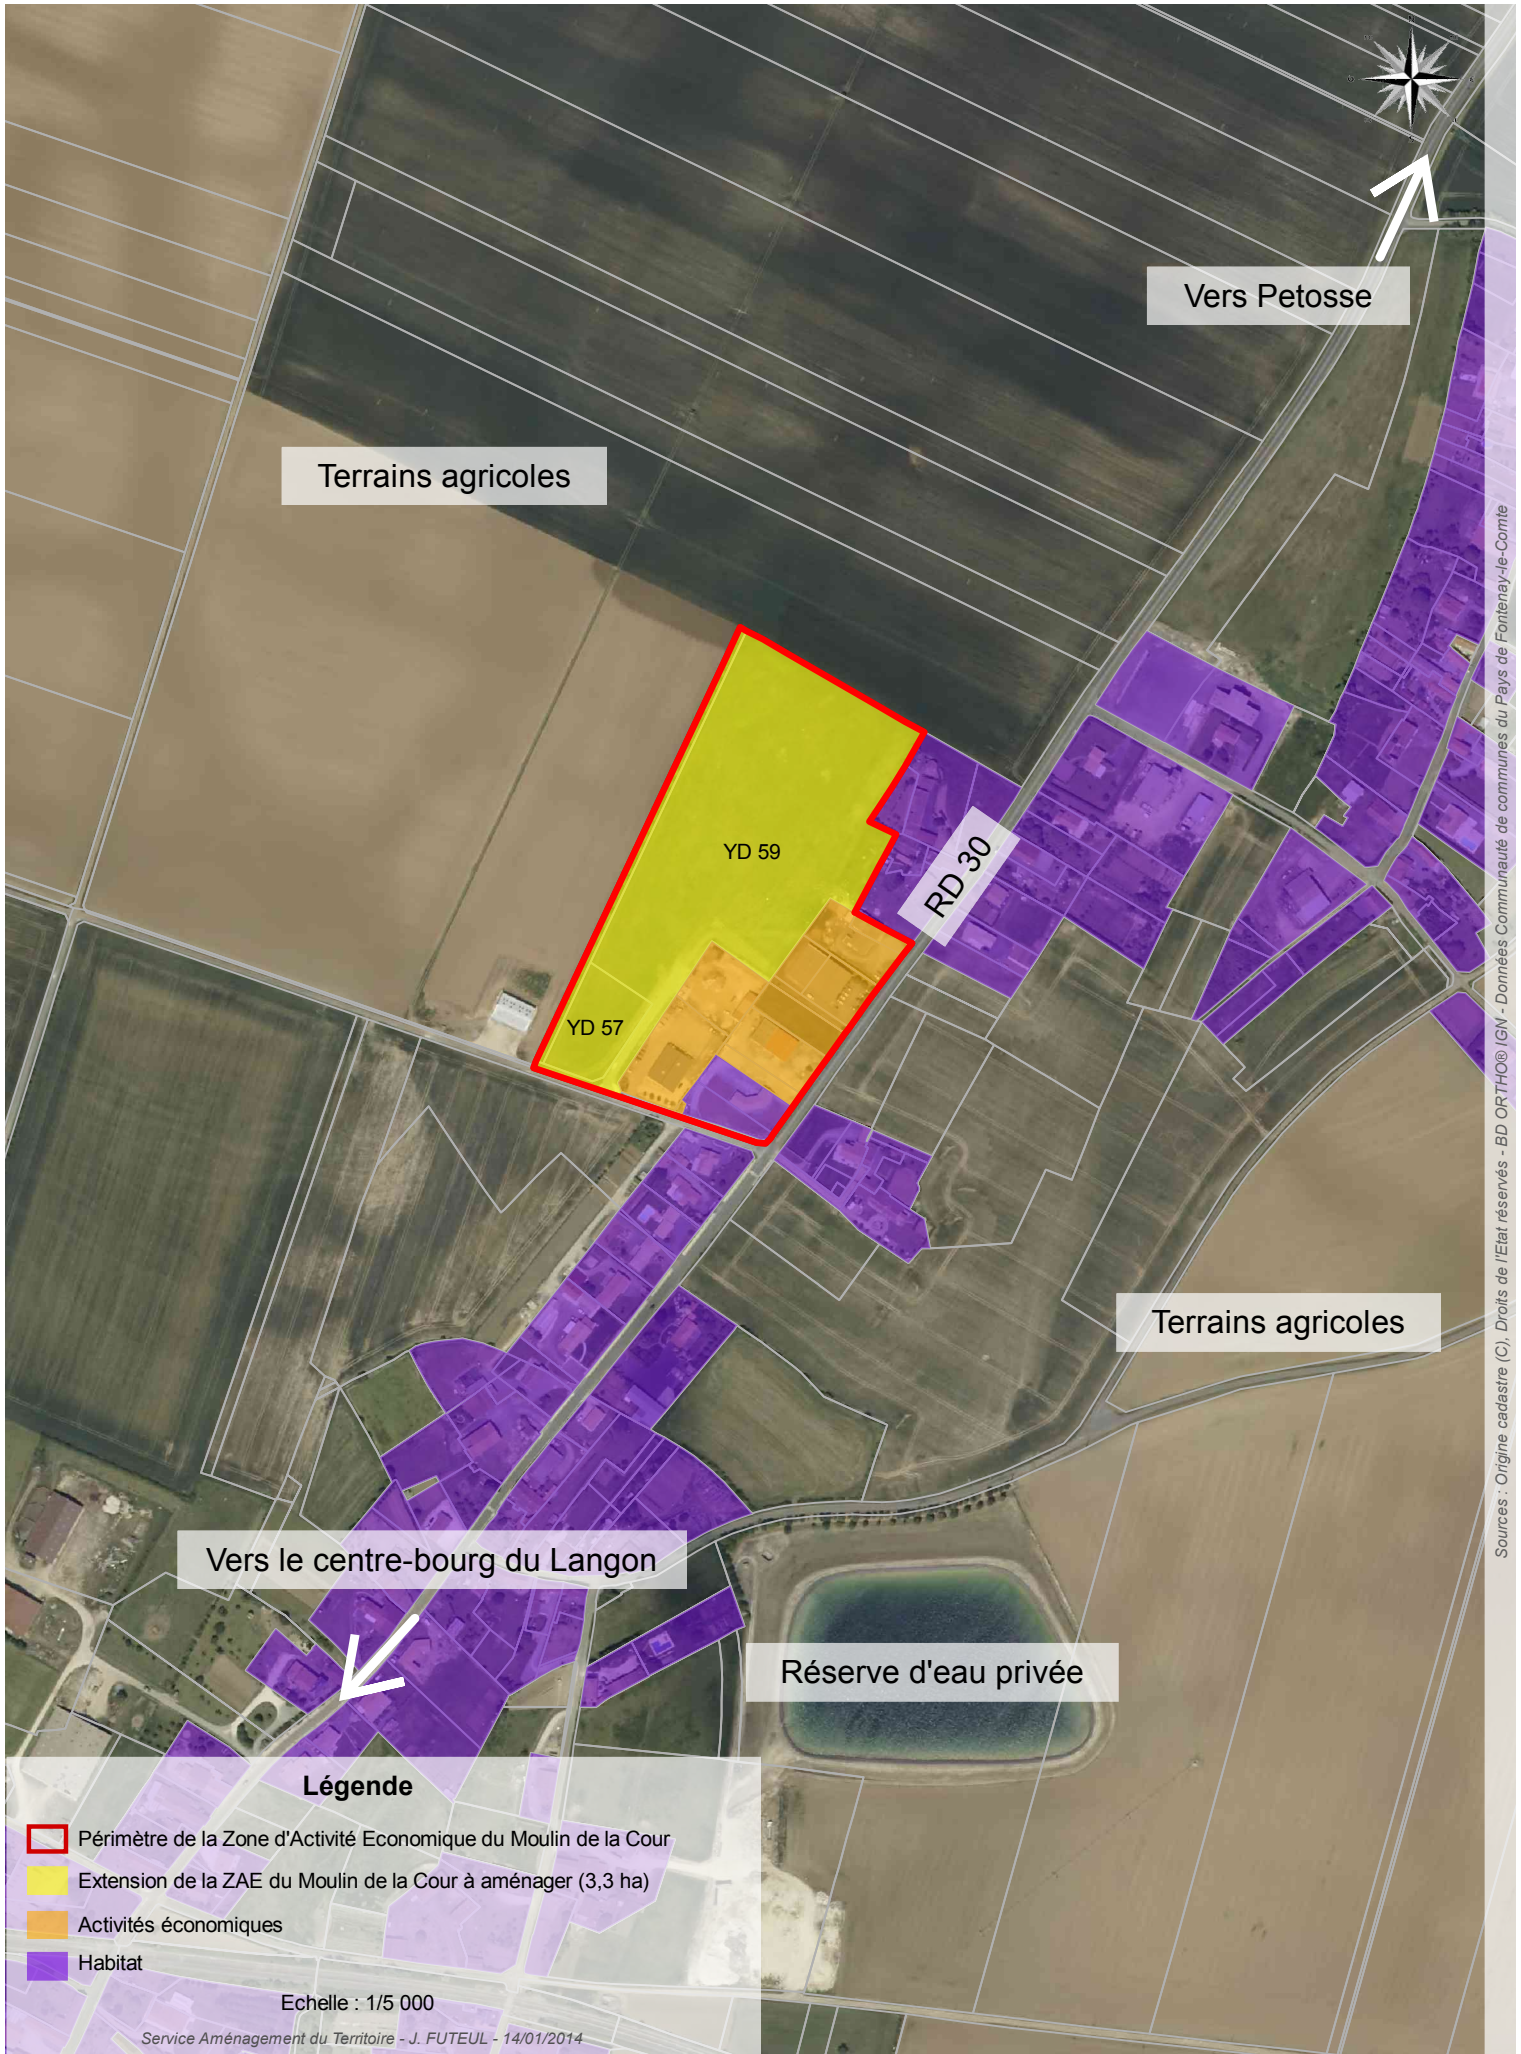 Vers Petosse
Terrains agricoles
YD 59
RD 30
YD 57
Terrains agricoles
Vers le centre-bourg du Langon
Réserve d'eau privée
Légende
Périmètre de la Zone d'Activité Economique du Moulin de la Cour
Extension de la ZAE du Moulin de la Cour à aménager (3,3 ha)
Activités économiques
Habitat
Echelle : 1/5 000
Service Aménagement du Territoire - J. FUTEUL - 14/01/2014
Sources : Origine cadastre (C), Droits de l'Etat réservés - BD ORTHO® IGN - Données Communauté de communes du Pays de Fontenay-le-Comte